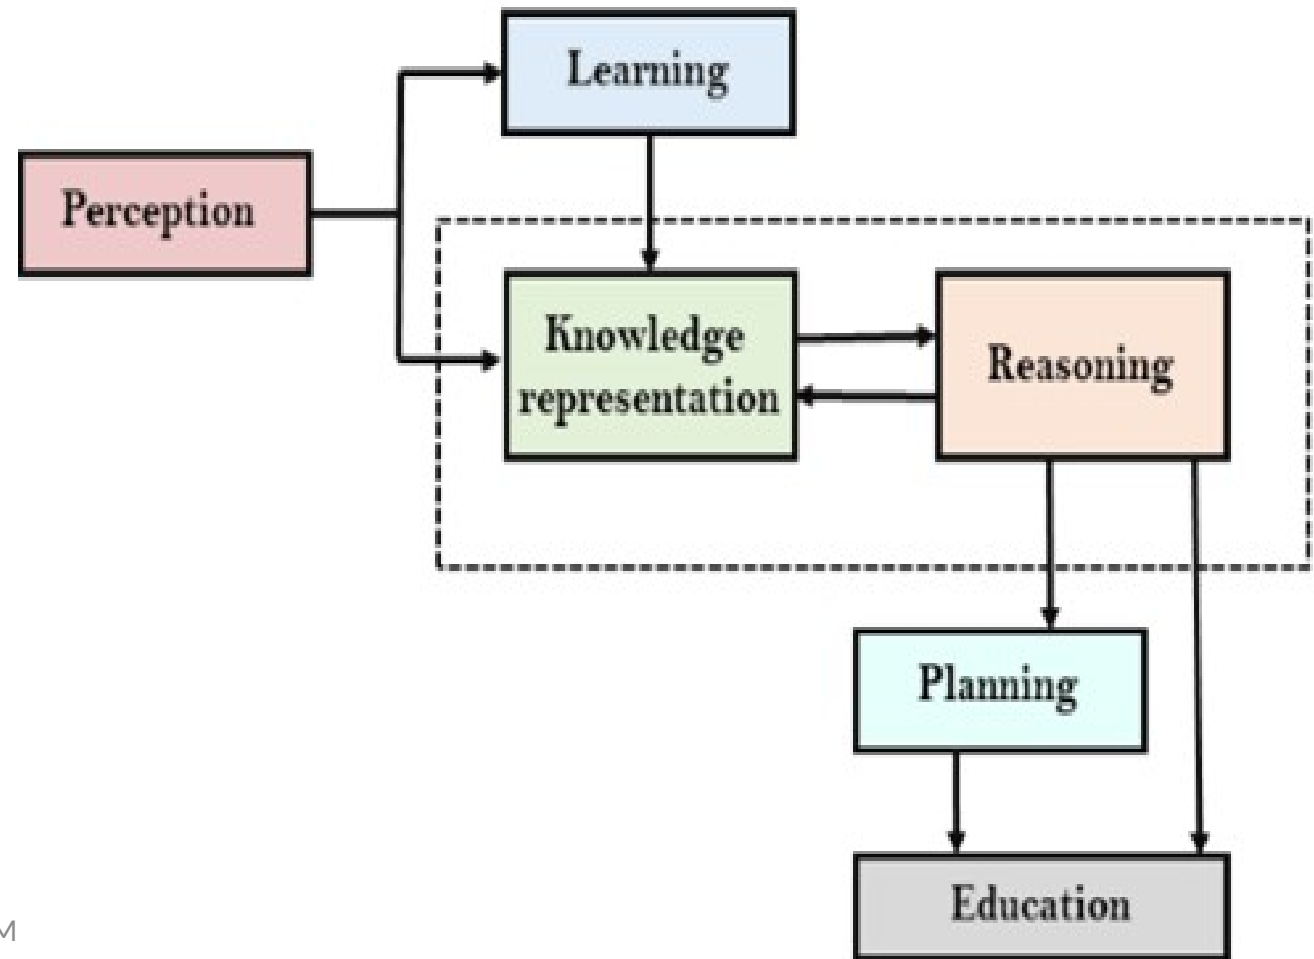 Learning
Perception
Knowledge
representation
Reasoning
Planning
Education
M